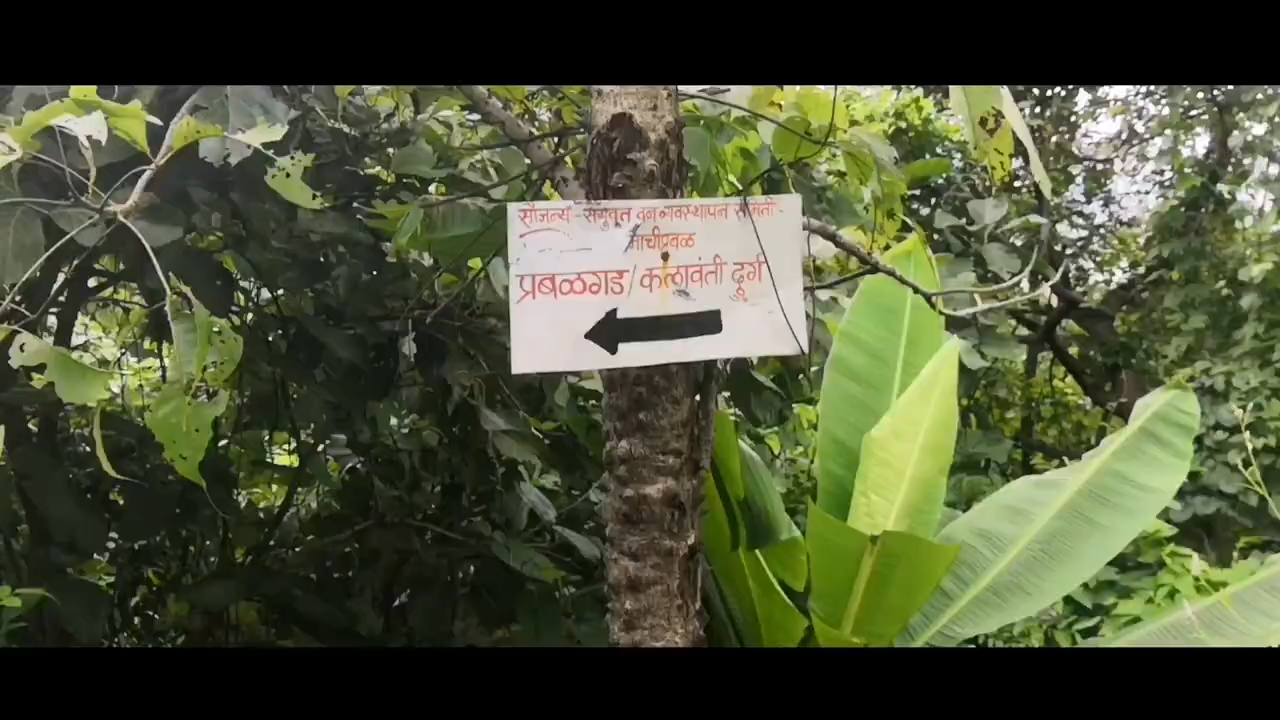 सौजन्य - संयुक्त वन व्यवस्थापन समिती -
माचीप्रबळ
प्रबळगड/कलावंती दुर्ग